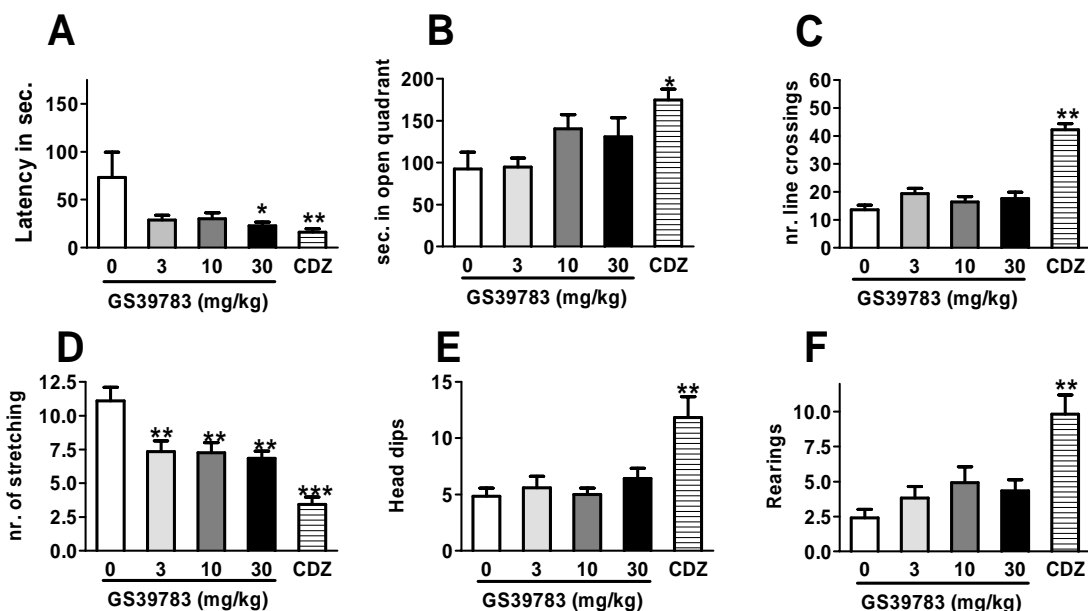 A
Latency in sec.
150
100
50
0
*
**
0 3 10 30 CDZ
GS39783 (mg/kg)
B
sec. in open quadrant
200
150
100
50
0
*
0 3 10 30 CDZ
GS39783 (mg/kg)
C
nr. line crossings
60
50
40
30
20
10
0
**
0 3 10 30 CDZ
GS39783 (mg/kg)
D
nr. of stretching
12.5
10.0
7.5
5.0
2.5
0.0
** ** ** ***
0 3 10 30 CDZ
GS39783 (mg/kg)
E
Head dips
15
10
5
0
**
0 3 10 30 CDZ
GS39783 (mg/kg)
F
Rearings
10.0
7.5
5.0
2.5
0.0
**
0 3 10 30 CDZ
GS39783 (mg/kg)